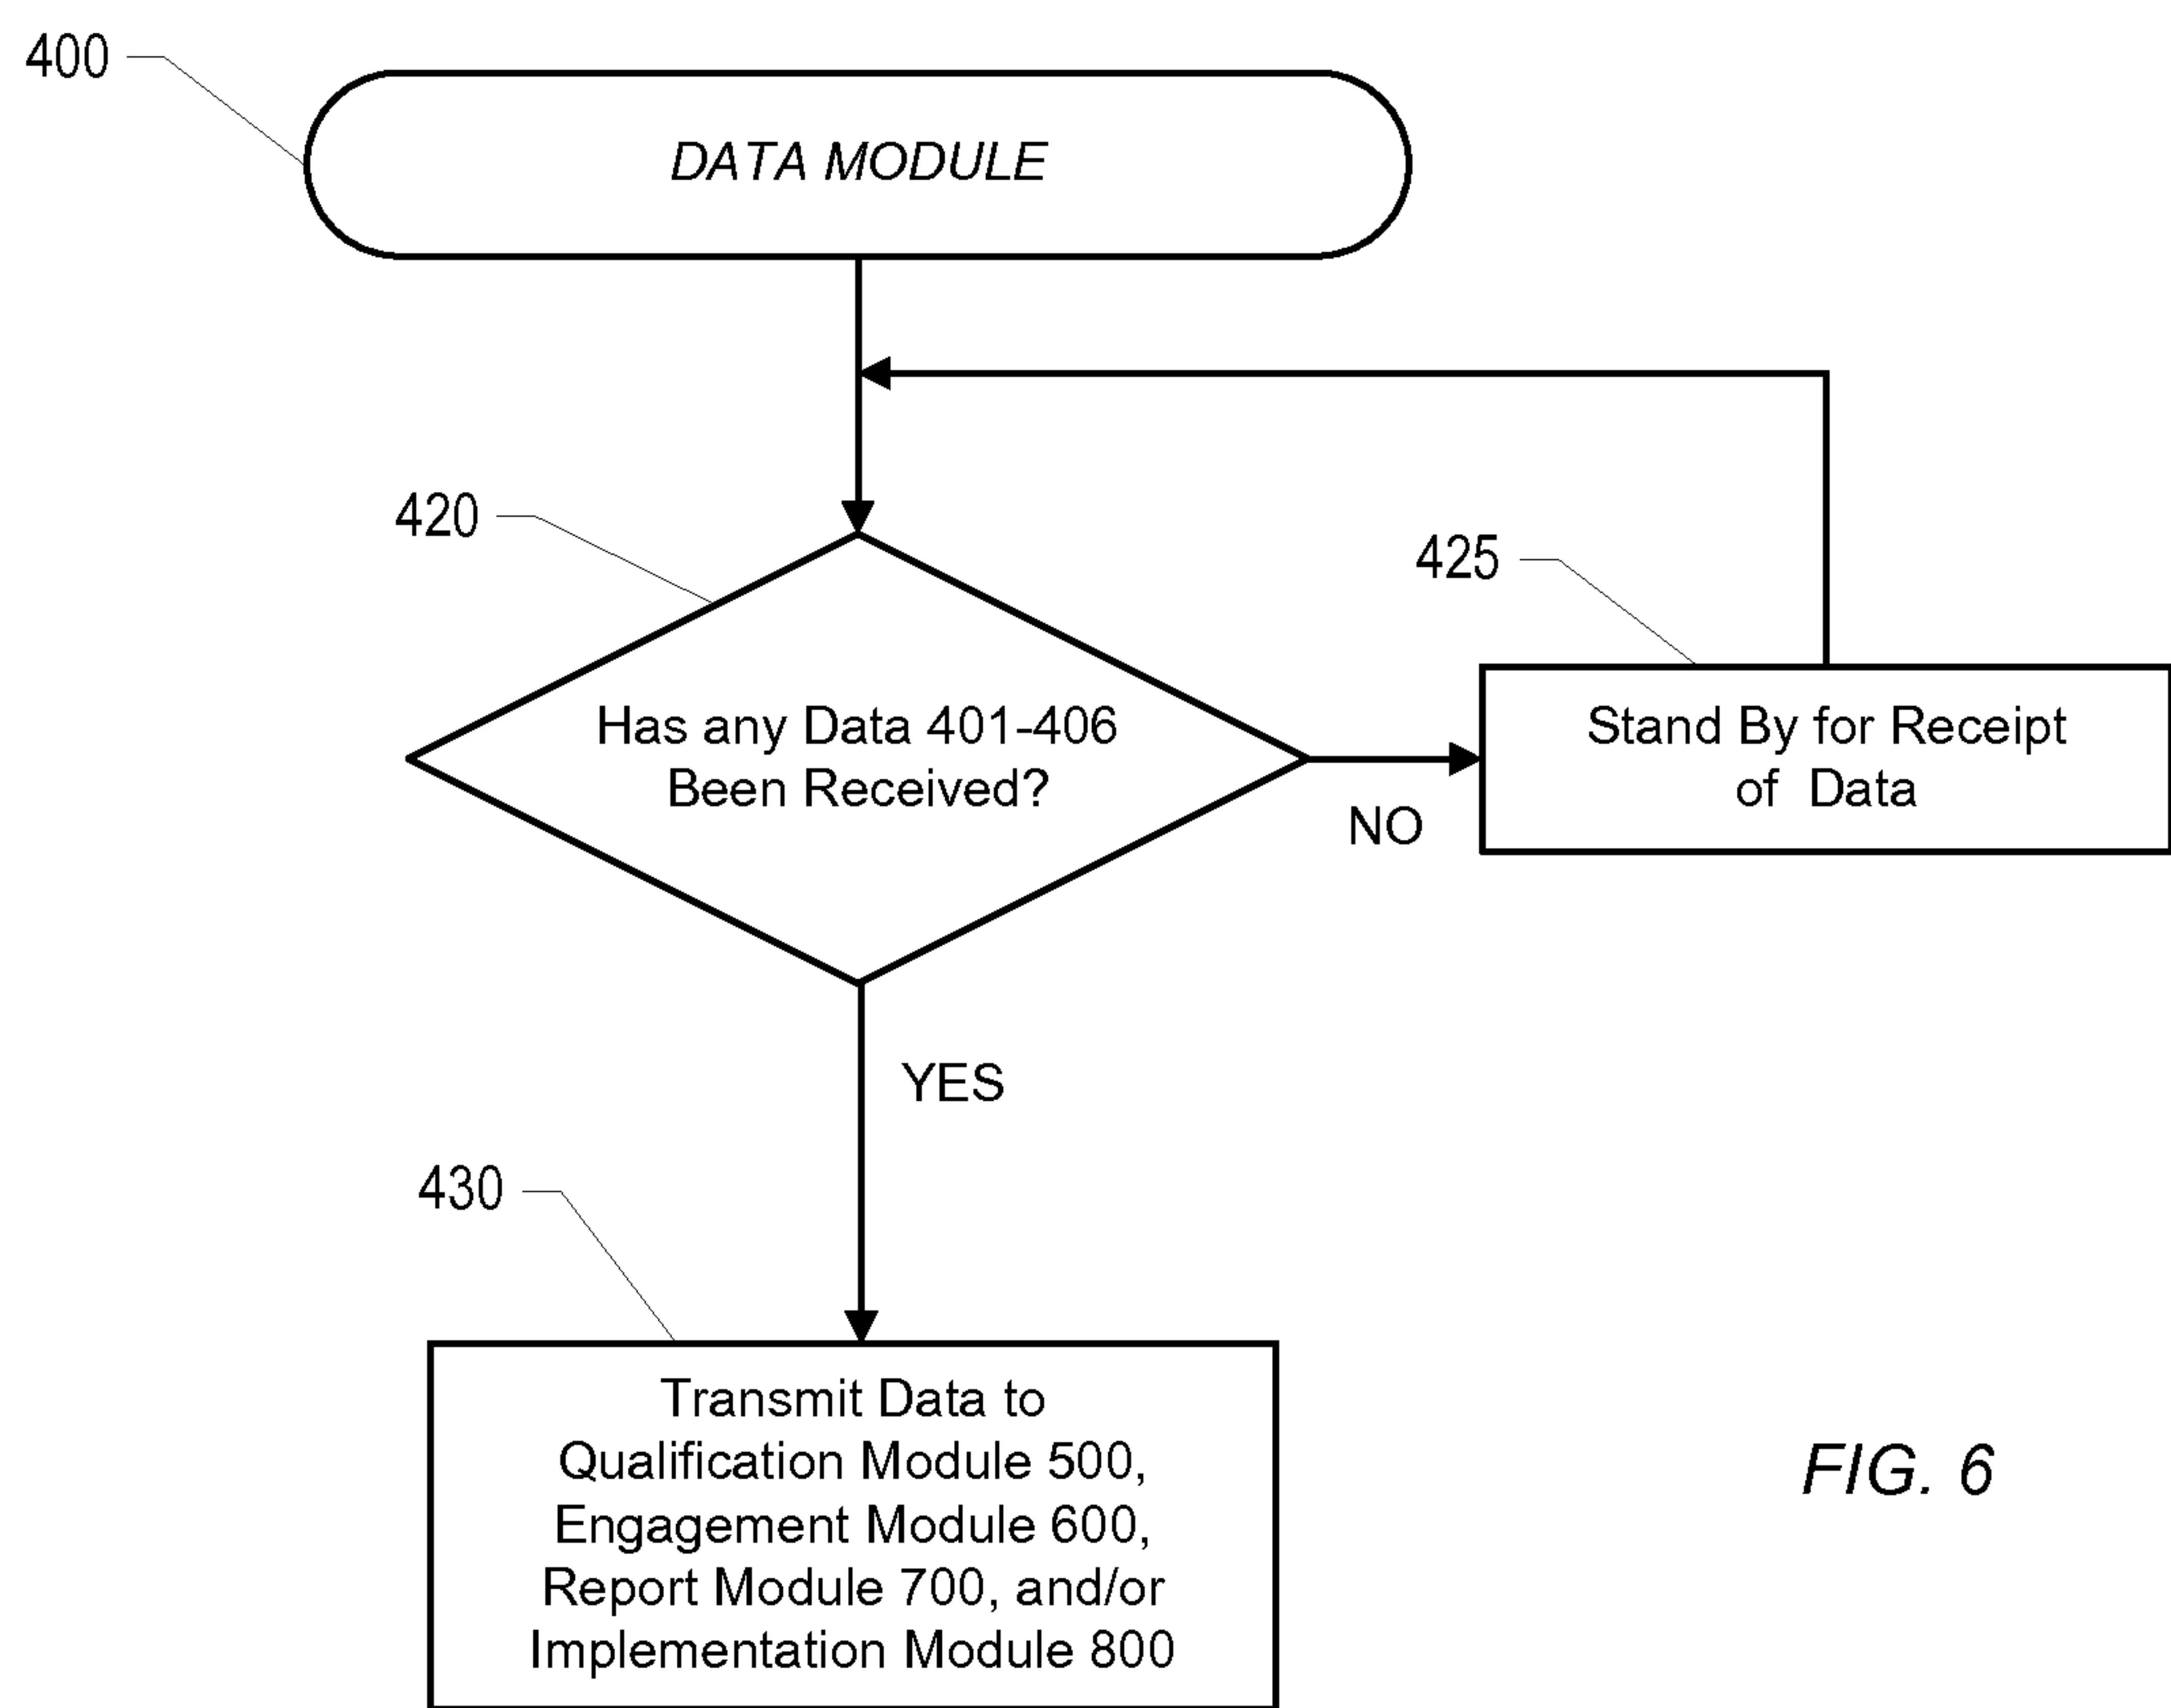 400
DATA MODULE
420
Has any Data 401-406
Been Received?
425
Stand By for Receipt
of Data
NO
YES
430
Transmit Data to
Qualification Module 500,
Engagement Module 600,
Report Module 700, and/or
Implementation Module 800
FIG. 6